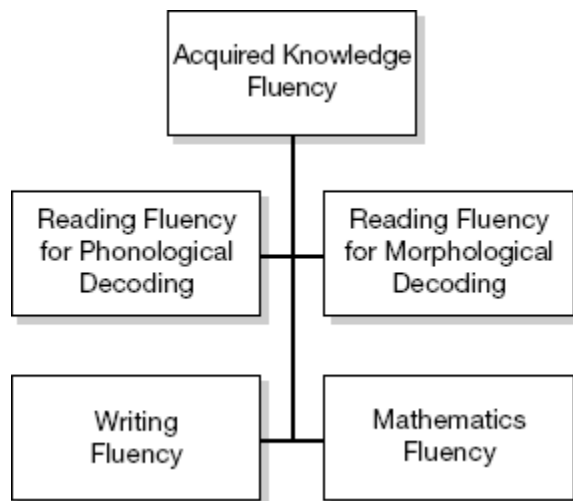 Acquired Knowledge
Fluency
Reading Fluency
for Phonological
Decoding
Reading Fluency
for Morphological
Decoding
Writing
Fluency
Mathematics
Fluency